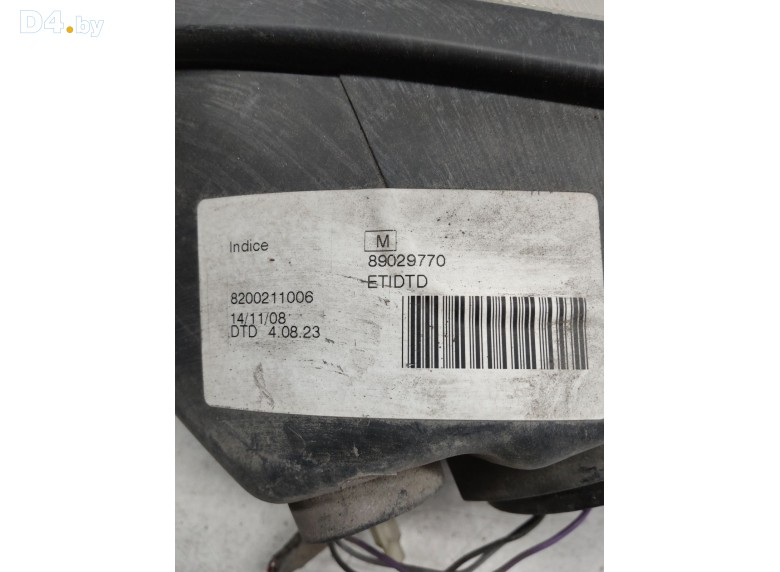 D4.by
Indice
M
89029770
ETIDTD
8200211006
14/11/08
DTD 4.08.23